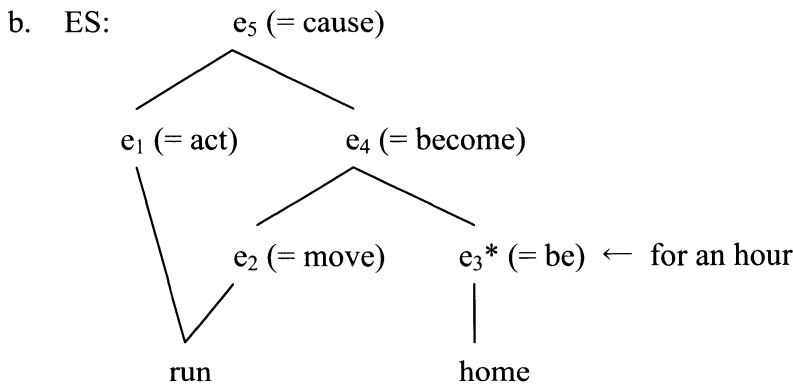 b. ES: e₅ (= cause)
e₁ (= act) e₄ (= become)
e₂ (= move) e₃* (= be) ← for an hour
run home